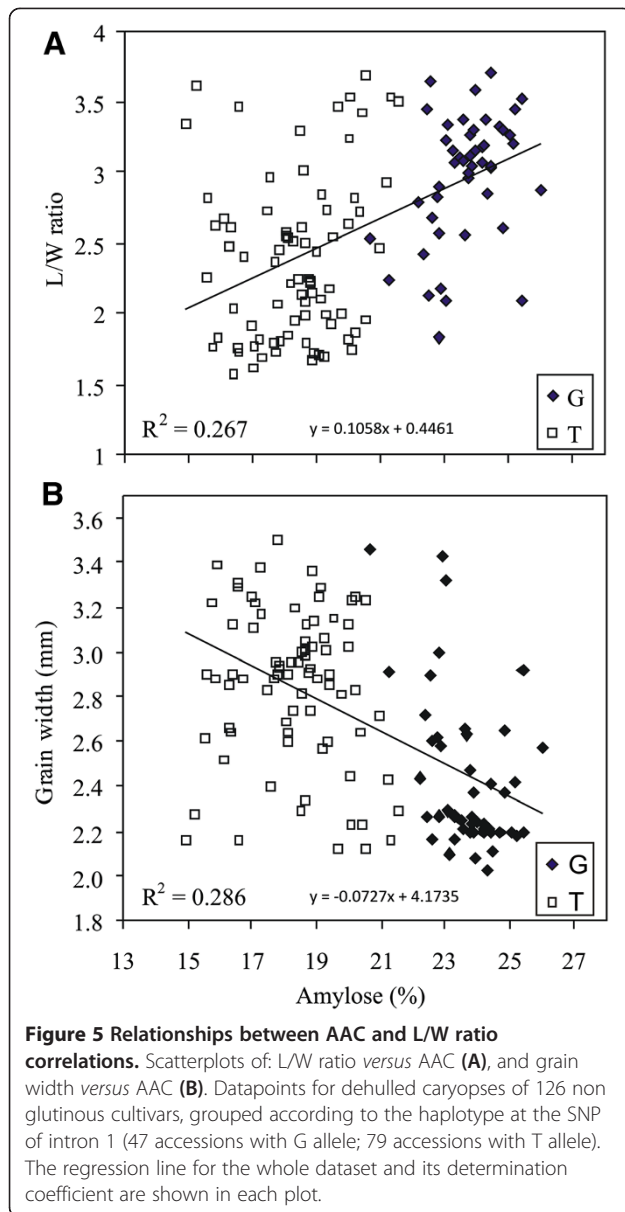 A
4
3.5
3
2.5
2
1.5
1
L/W ratio
G
T
R² = 0.267
y = 0.1058x + 0.4461
B
3.6
3.4
3.2
3.0
2.8
2.6
2.4
2.2
2.0
1.8
Grain width (mm)
G
T
R² = 0.286
y = -0.0727x + 4.1735
13 15 17 19 21 23 25 27
Amylose (%)
Figure 5 Relationships between AAC and L/W ratio
correlations. Scatterplots of: L/W ratio versus AAC (A), and grain
width versus AAC (B). Datapoints for dehulled caryopses of 126 non
glutinous cultivars, grouped according to the haplotype at the SNP
of intron 1 (47 accessions with G allele; 79 accessions with T allele).
The regression line for the whole dataset and its determination
coefficient are shown in each plot.